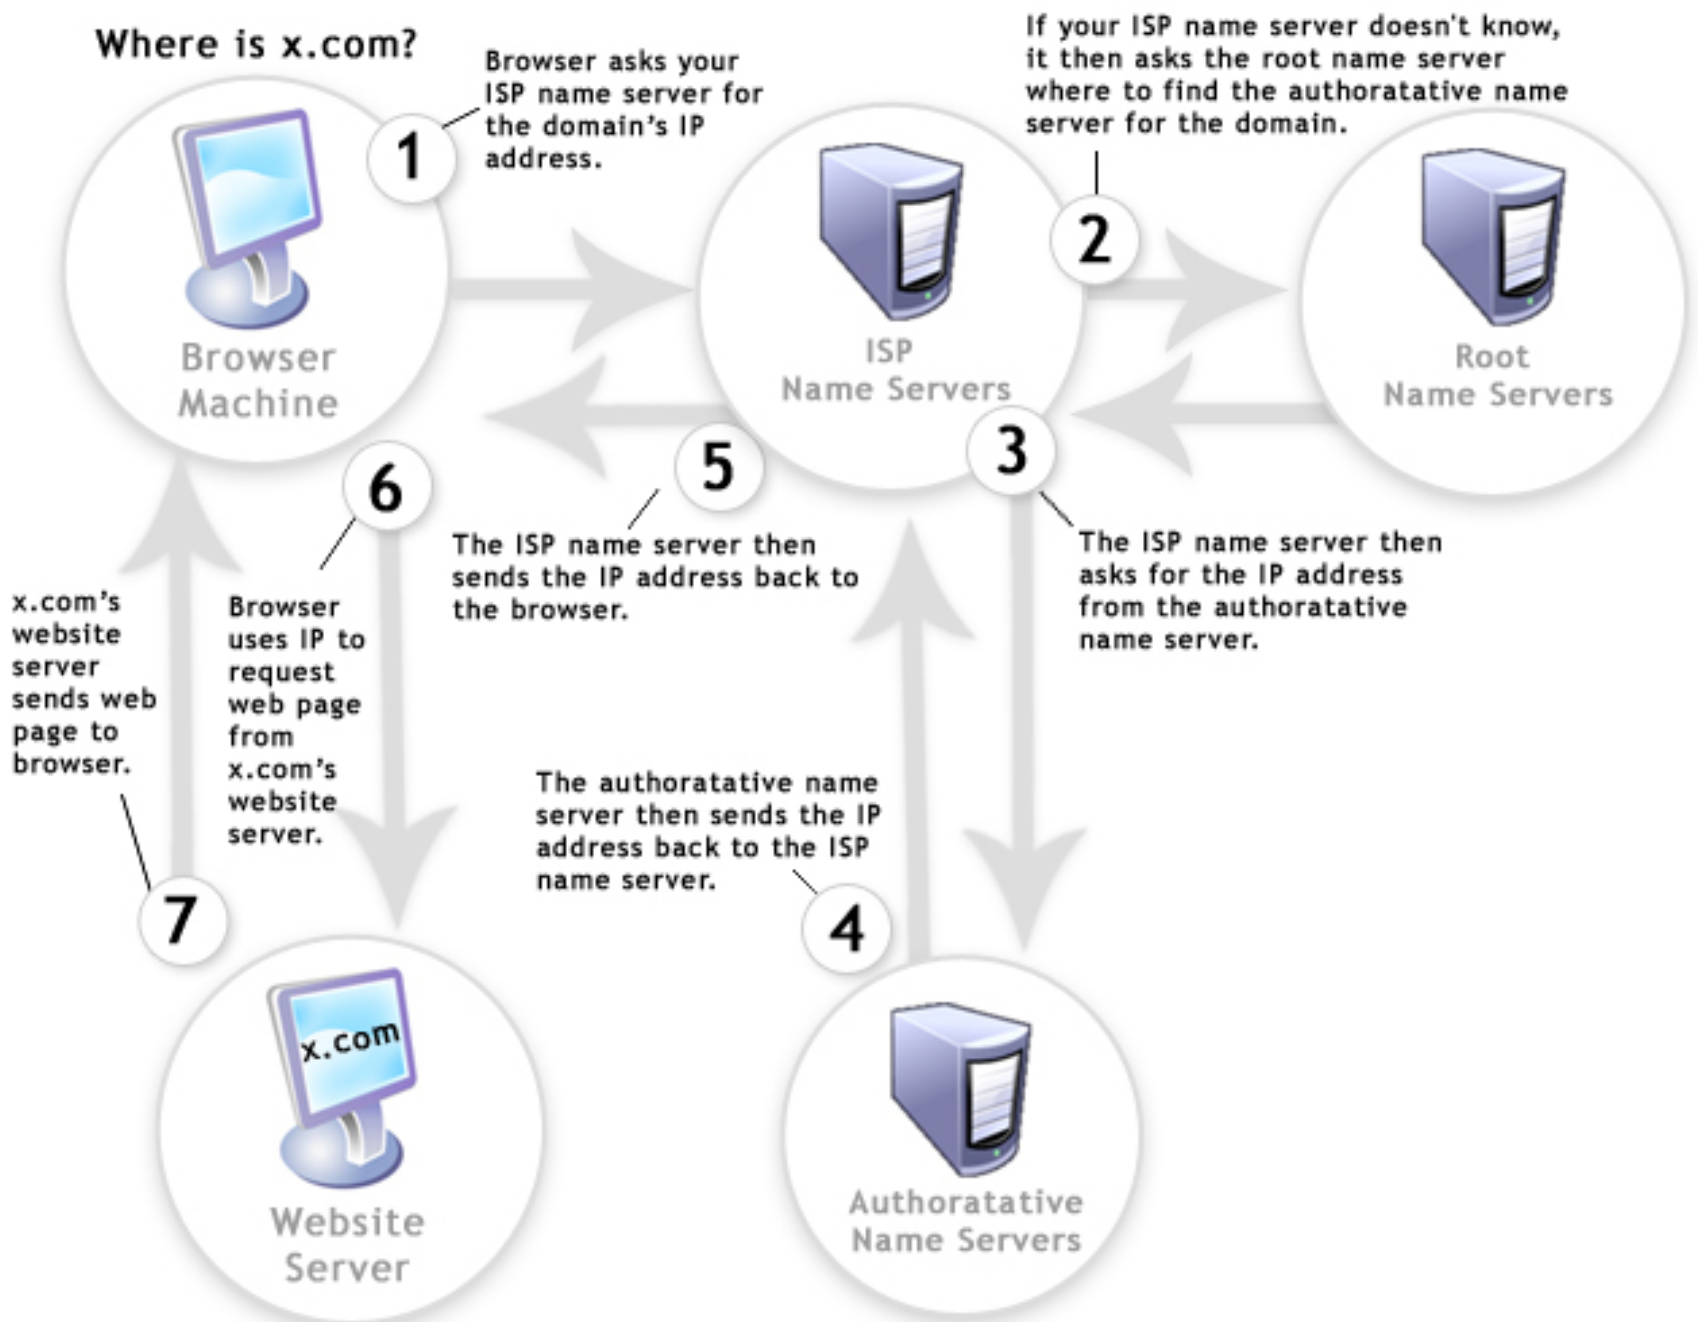 Where is x.com?
1
Browser asks your
ISP name server for
the domain's IP
address.
If your ISP name server doesn't know,
it then asks the root name server
where to find the authoratative name
server for the domain.
2
Browser
Machine
ISP
Name Servers
Root
Name Servers
3
The ISP name server then
asks for the IP address
from the authoratative
name server.
4
The authoratative name
server then sends the IP
address back to the ISP
name server.
5
The ISP name server then
sends the IP address back to
the browser.
6
Browser
uses IP to
request
web page
from
x.com's
website
server.
7
x.com's
website
server
sends web
page to
browser.
x.com
Website
Server
Authoratative
Name Servers